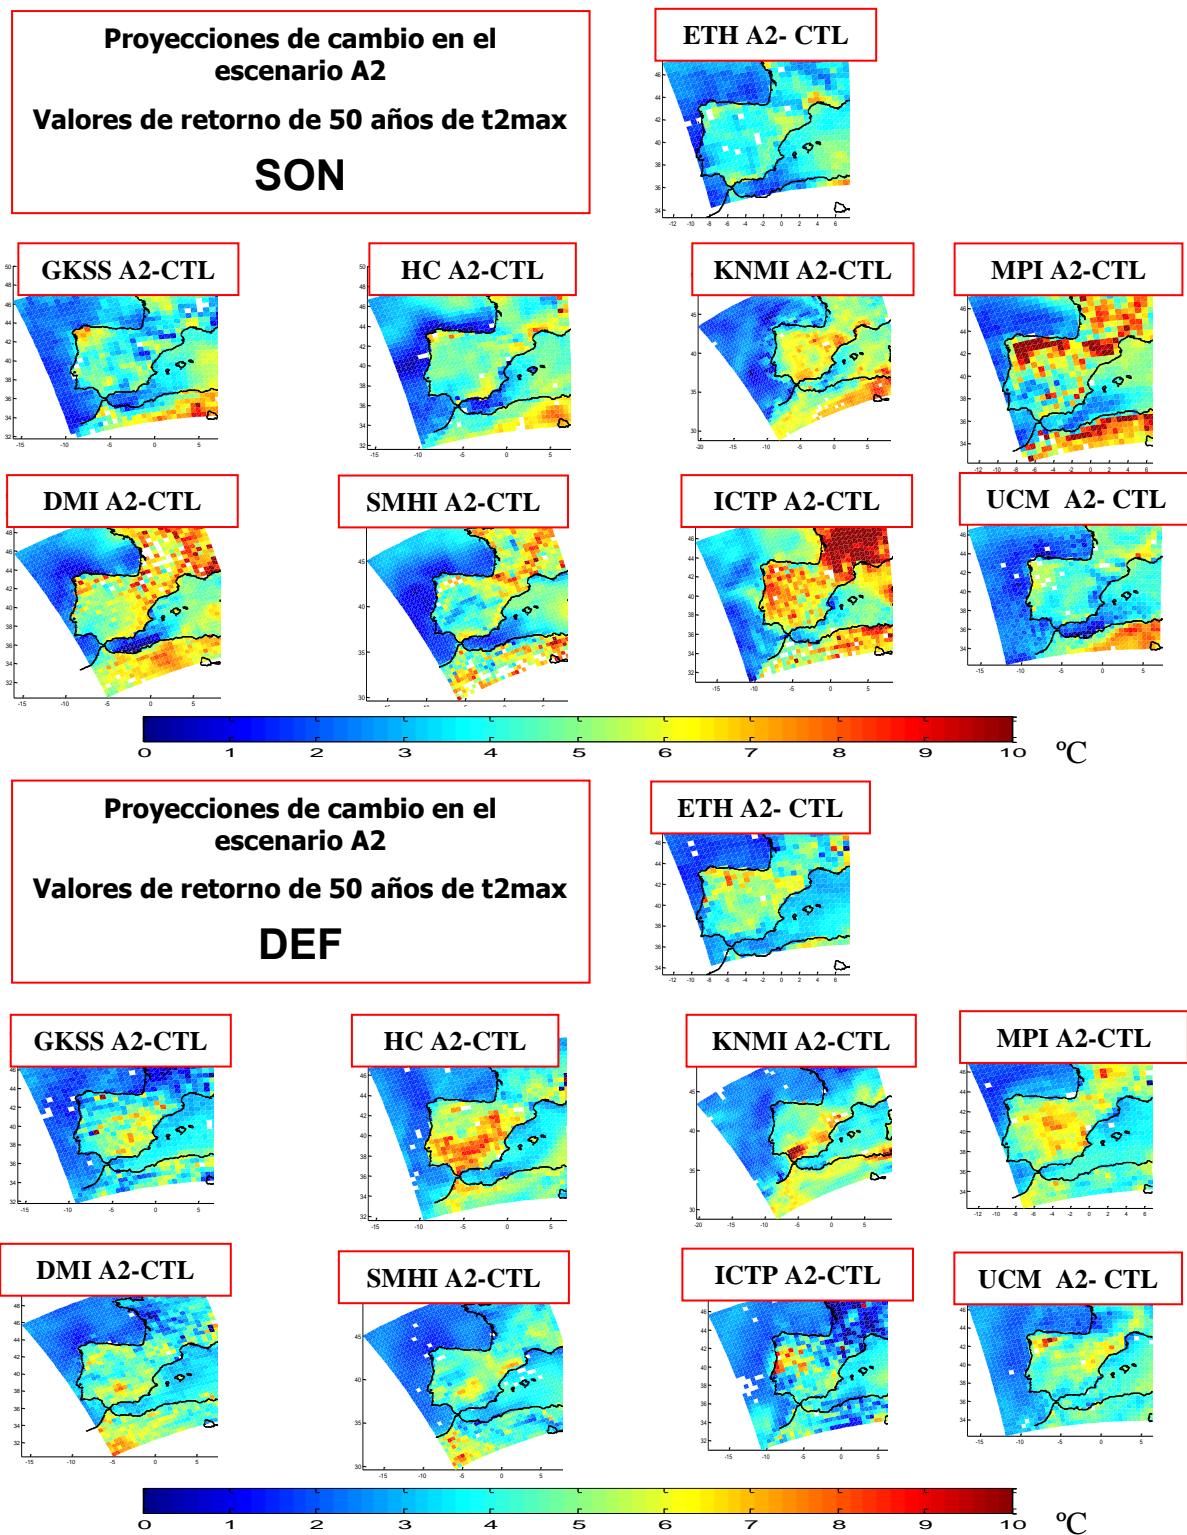 Proyecciones de cambio en el
escenario A2
Valores de retorno de 50 años de t2max
SON
ETH A2- CTL
GKSS A2-CTL
HC A2-CTL
KNMI A2-CTL
MPI A2-CTL
DMI A2-CTL
SMHI A2-CTL
ICTP A2-CTL
UCM A2- CTL
0 1 2 3 4 5 6 7 8 9 10 ºC
Proyecciones de cambio en el
escenario A2
Valores de retorno de 50 años de t2max
DEF
ETH A2- CTL
GKSS A2-CTL
HC A2-CTL
KNMI A2-CTL
MPI A2-CTL
DMI A2-CTL
SMHI A2-CTL
ICTP A2-CTL
UCM A2- CTL
0 1 2 3 4 5 6 7 8 9 10 ºC